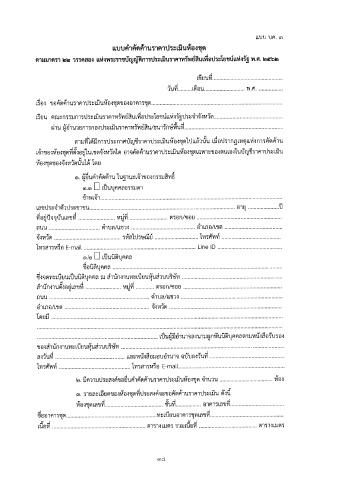 แบบ บค. ๓
แบบคำคัดค้านราคาประเมินห้องชุด
ตามมาตรา ๒๒ วรรคสอง แห่งพระราชบัญญัติการประเมินราคาทรัพย์สินเพื่อประโยชน์แห่งรัฐ พ.ศ. ๒๕๖๒
เขียนที่
วันที่ เดือน พ.ศ.
เรื่อง ขอคัดค้านราคาประเมินห้องชุดของอาคารชุด
เรียน คณะกรรมการประเมินราคาทรัพย์สินเพื่อประโยชน์แห่งรัฐประจำจังหวัด
ผ่าน ผู้อำนวยการกองประเมินราคาทรัพย์สิน/ธนารักษ์พื้นที่
ตามที่ได้มีการประกาศบัญชีราคาประเมินห้องชุดไปแล้วนั้น เมื่อปรากฏเหตุแห่งการคัดค้าน
เจ้าของห้องชุดที่ตั้งอยู่ในเขตจังหวัดใด อาจคัดค้านราคาประเมินห้องชุดเฉพาะของตนเองในบัญชีราคาประเมิน
ห้องชุดของจังหวัดนั้นได้ โดย
๑. ผู้ยื่นคำคัดค้าน ในฐานะเจ้าของกรรมสิทธิ์
๑.๑ เป็นบุคคลธรรมดา
ข้าพเจ้า
เลขประจำตัวประชาชน อายุ ปี
ที่อยู่ปัจจุบันเลขที่ หมู่ที่ ตรอก/ซอย
ถนน ตำบล/แขวง อำเภอ/เขต
จังหวัด รหัสไปรษณีย์ โทรศัพท์
โทรสารหรือ E-mail Line ID
๑.๒ เป็นนิติบุคคล
ชื่อนิติบุคคล
ซึ่งจดทะเบียนเป็นนิติบุคคล ณ สำนักงานทะเบียนหุ้นส่วนบริษัท
สำนักงานตั้งอยู่เลขที่ หมู่ที่ ตรอก/ซอย
ถนน ตำบล/แขวง
อำเภอ/เขต จังหวัด
โดยมี
เป็นผู้มีอำนาจลงนามผูกพันนิติบุคคลตามหนังสือรับรอง
ของสำนักงานทะเบียนหุ้นส่วนบริษัท
ลงวันที่ และหนังสือมอบอำนาจ ฉบับลงวันที่
โทรศัพท์ โทรสารหรือ E-mail
๒. มีความประสงค์ขอยื่นคำคัดค้านราคาประเมินห้องชุด จำนวน ห้อง
๓. รายละเอียดของห้องชุดที่ประสงค์จะขอคัดค้านราคาประเมิน ดังนี้
ห้องชุดเลขที่ ชั้นที่ อาคารเลขที่
ชื่ออาคารชุด ทะเบียนอาคารชุดเลขที่
เนื้อที่ ตารางเมตร รวมเนื้อที่ ตารางเมตร